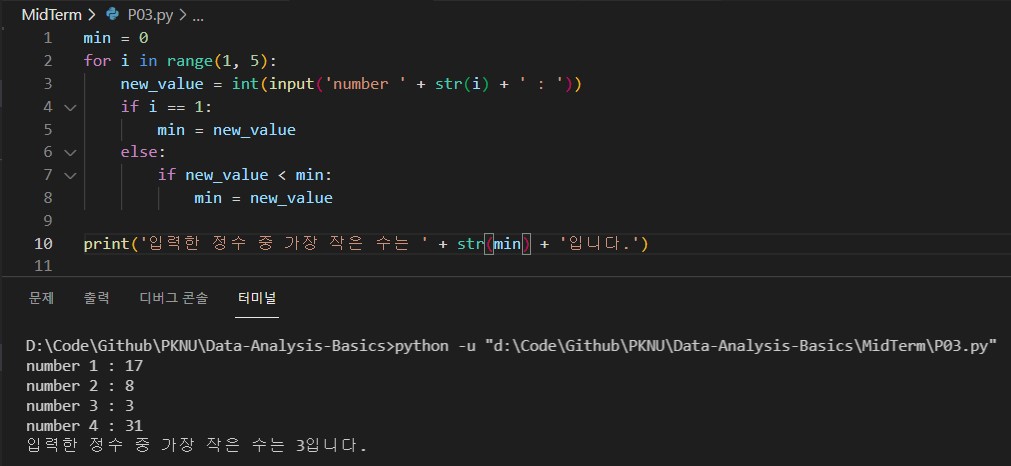 MidTerm > P03.py > ...
1 min = 0
2 for i in range(1, 5):
3     new_value = int(input('number ' + str(i) + ' : '))
4     if i == 1:
5         min = new_value
6     else:
7         if new_value < min:
8             min = new_value
9
10 print('입력한 정수 중 가장 작은 수는 ' + str(min) + '입니다.')
11
문제 출력 디버그 콘솔 터미널
D:\Code\Github\PKNU\Data-Analysis-Basics>python -u "d:\Code\Github\PKNU\Data-Analysis-Basics\MidTerm\P03.py"
number 1 : 17
number 2 : 8
number 3 : 3
number 4 : 31
입력한 정수 중 가장 작은 수는 3입니다.